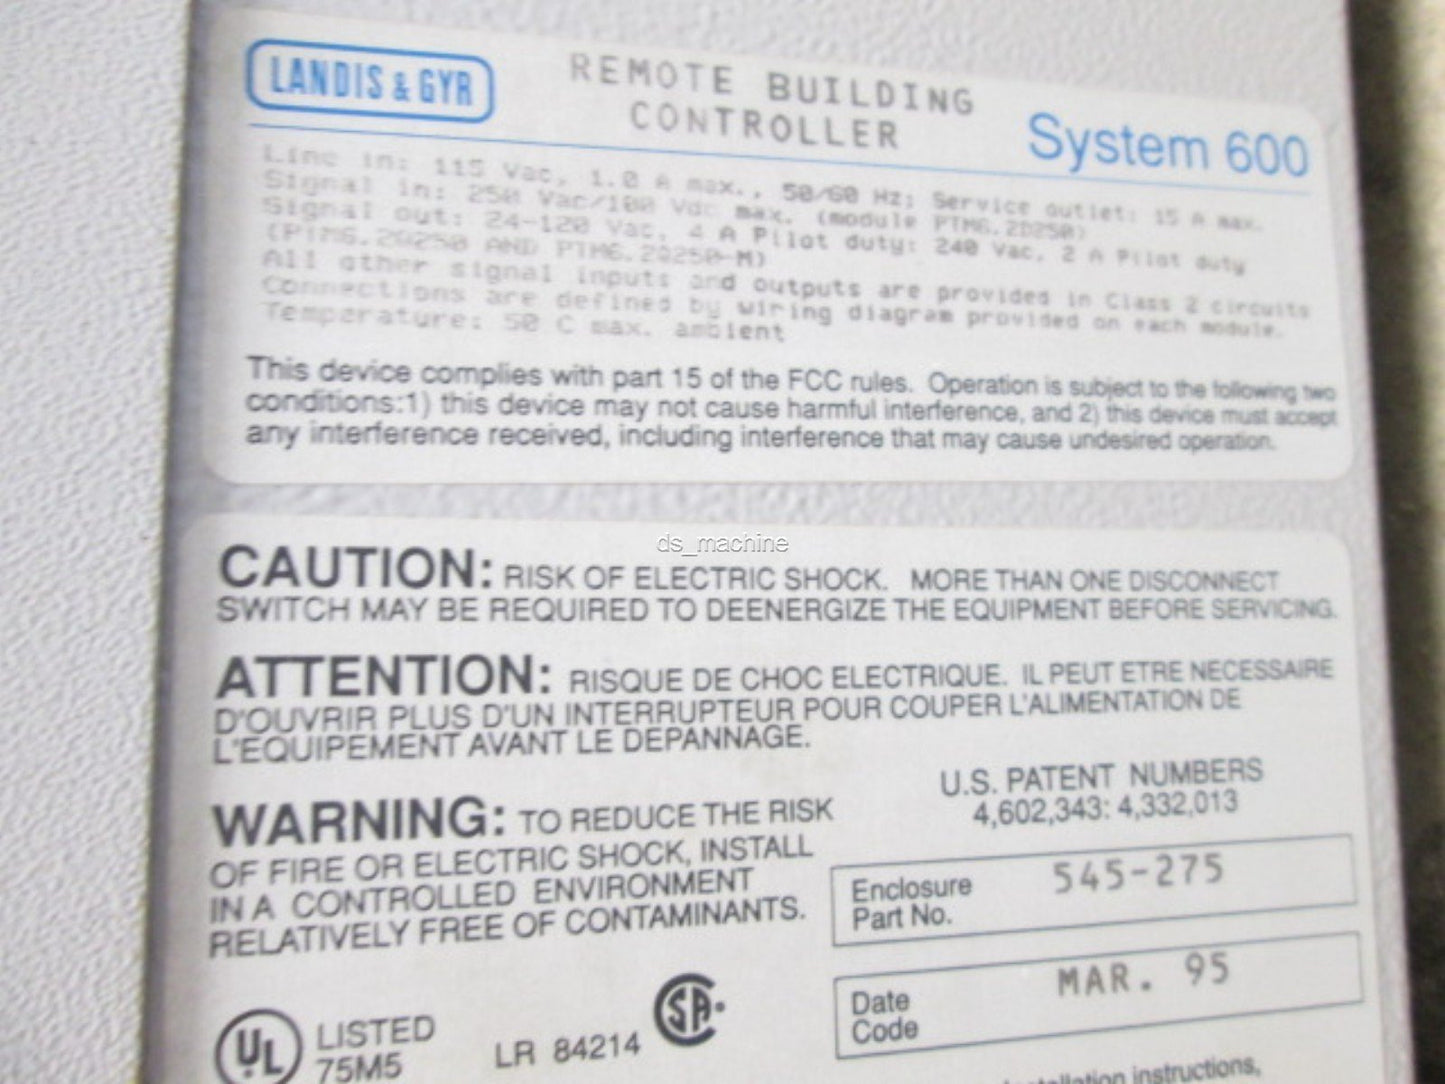 LANDIS & GYR
REMOTE BUILDING
CONTROLLER
System 600
Line in: 115 Vac, 1.0 A max., 50/60 Hz; Service outlet: 15 A max.
Signal in: 250 Vac/100 Vdc max. (module PTM6.2D250)
Signal out: 24-120 Vac, 4 A Pilot duty: 240 Vac, 2 A Pilot duty
(PTM6.2Q250 AND PTM6.2Q250-M)
All other signal inputs and outputs are provided in Class 2 circuits
Connections are defined by wiring diagram provided on each module.
Temperature: 50 C max. ambient
This device complies with part 15 of the FCC rules. Operation is subject to the following two
conditions:1) this device may not cause harmful interference, and 2) this device must accept
any interference received, including interference that may cause undesired operation.
ds_machine
CAUTION: RISK OF ELECTRIC SHOCK. MORE THAN ONE DISCONNECT
SWITCH MAY BE REQUIRED TO DEENERGIZE THE EQUIPMENT BEFORE SERVICING.
ATTENTION: RISQUE DE CHOC ELECTRIQUE. IL PEUT ETRE NECESSAIRE
D'OUVRIR PLUS D'UN INTERRUPTEUR POUR COUPER L'ALIMENTATION DE
L'EQUIPEMENT AVANT LE DEPANNAGE.
WARNING: TO REDUCE THE RISK
OF FIRE OR ELECTRIC SHOCK, INSTALL
IN A CONTROLLED ENVIRONMENT
RELATIVELY FREE OF CONTAMINANTS.
U.S. PATENT NUMBERS
4,602,343: 4,332,013
Enclosure
Part No.
545-275
Date
Code
MAR. 95
UL
LISTED
75M5
LR 84214
SA
instructions,